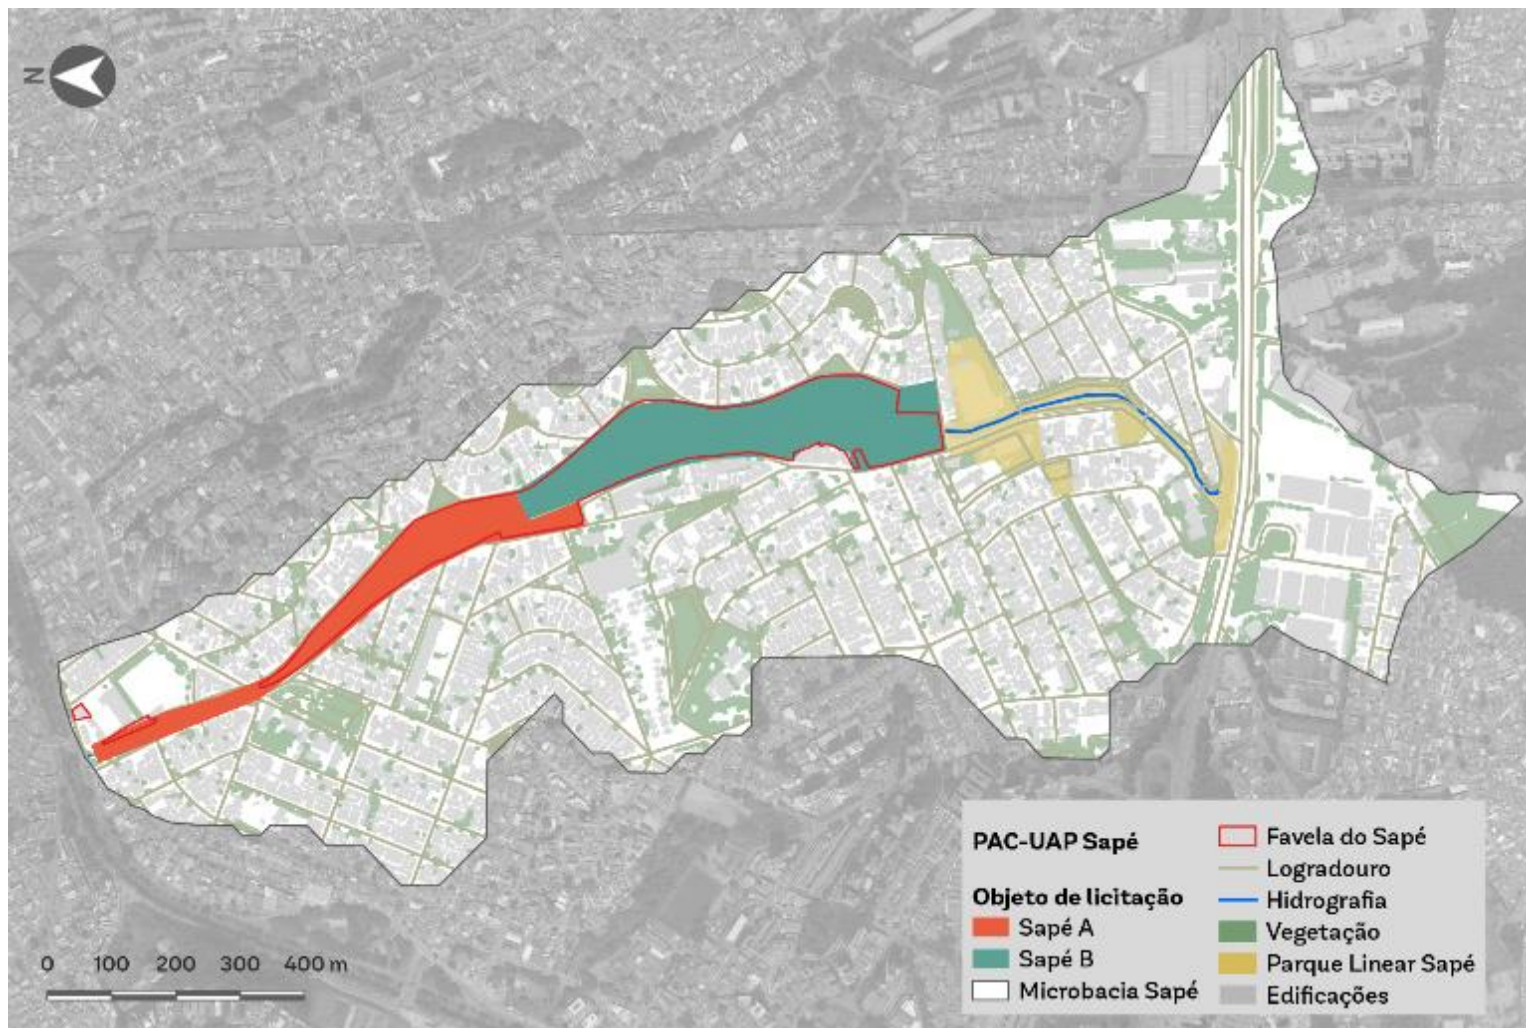 N
0 100 200 300 400 m
PAC-UAP Sapé
Objeto de licitação
Sapé A
Sapé B
Microbacia Sapé
Favela do Sapé
Logradouro
Hidrografia
Vegetação
Parque Linear Sapé
Edificações